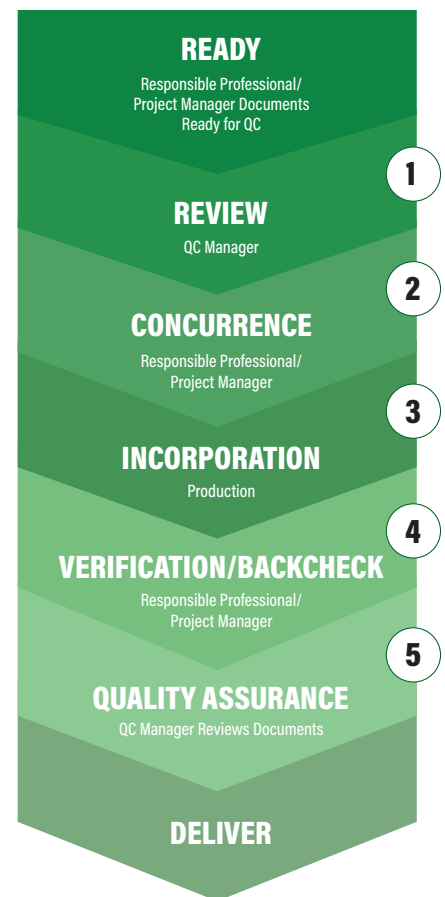 READY
Responsible Professional/
Project Manager Documents
Ready for QC
1
REVIEW
QC Manager
2
CONCURRENCE
Responsible Professional/
Project Manager
3
INCORPORATION
Production
4
VERIFICATION/BACKCHECK
Responsible Professional/
Project Manager
5
QUALITY ASSURANCE
QC Manager Reviews Documents
DELIVER